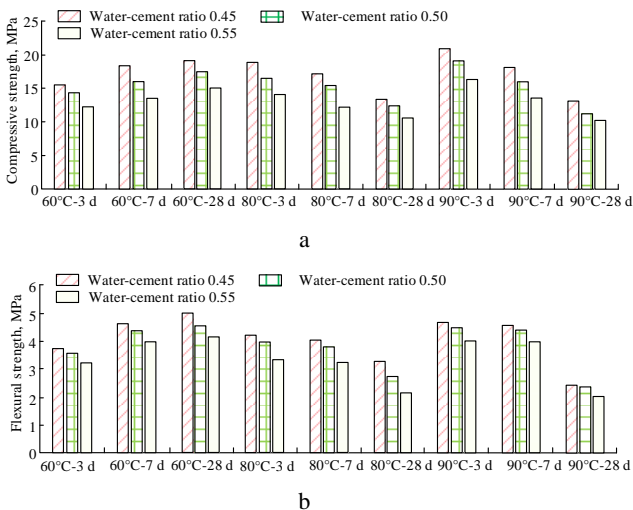 Water-cement ratio 0.45 Water-cement ratio 0.50
Water-cement ratio 0.55
Compressive strength, MPa
25
20
15
10
5
0
60°C-3 d 60°C-7 d 60°C-28 d 80°C-3 d 80°C-7 d 80°C-28 d 90°C-3 d 90°C-7 d 90°C-28 d
a
Water-cement ratio 0.45 Water-cement ratio 0.50
Water-cement ratio 0.55
Flexural strength, MPa
6
5
4
3
2
1
0
60°C-3 d 60°C-7 d 60°C-28 d 80°C-3 d 80°C-7 d 80°C-28 d 90°C-3 d 90°C-7 d 90°C-28 d
b